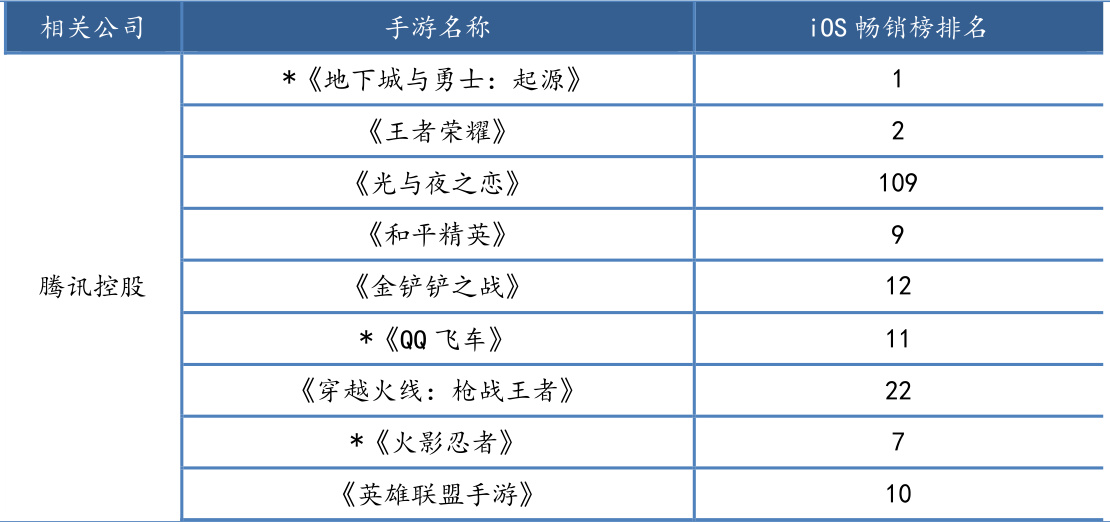 相关公司 手游名称 iOS 畅销榜排名
*《地下城与勇士：起源》 1
《王者荣耀》 2
《光与夜之恋》 109
《和平精英》 9
腾讯控股 《金铲铲之战》 12
*《QQ 飞车》 11
《穿越火线：枪战王者》 22
*《火影忍者》 7
《英雄联盟手游》 10